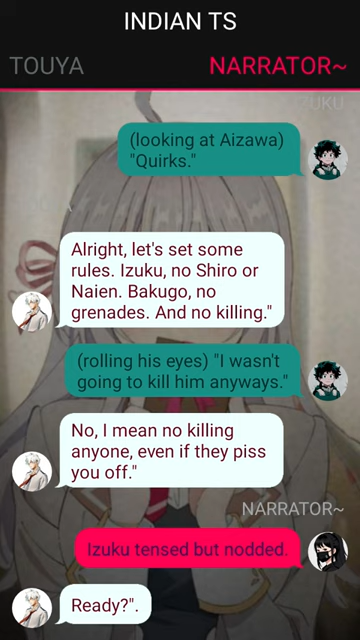 INDIAN TS
TOUYA
NARRATOR~
ZUKU
(looking at Aizawa)
"Quirks."
Alright, let's set some
rules. Izuku, no Shiro or
Naien. Bakugo, no
grenades. And no killing."
(rolling his eyes) "I wasn't
going to kill him anyways."
No, I mean no killing
anyone, even if they piss
you off."
NARRATOR~
Izuku tensed but nodded.
Ready?".